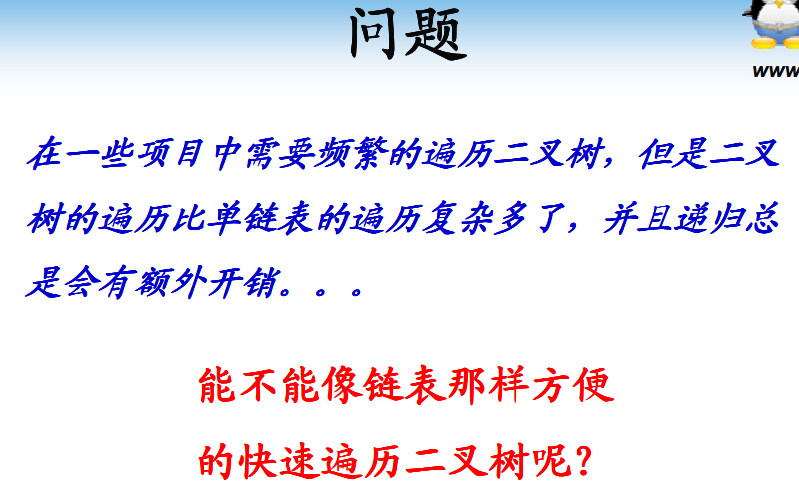 问题
www
在一些项目中需要频繁的遍历二叉树，但是二叉
树的遍历比单链表的遍历复杂多了，并且递归总
是会有额外开销。。。
能不能像链表那样方便
的快速遍历二叉树呢？